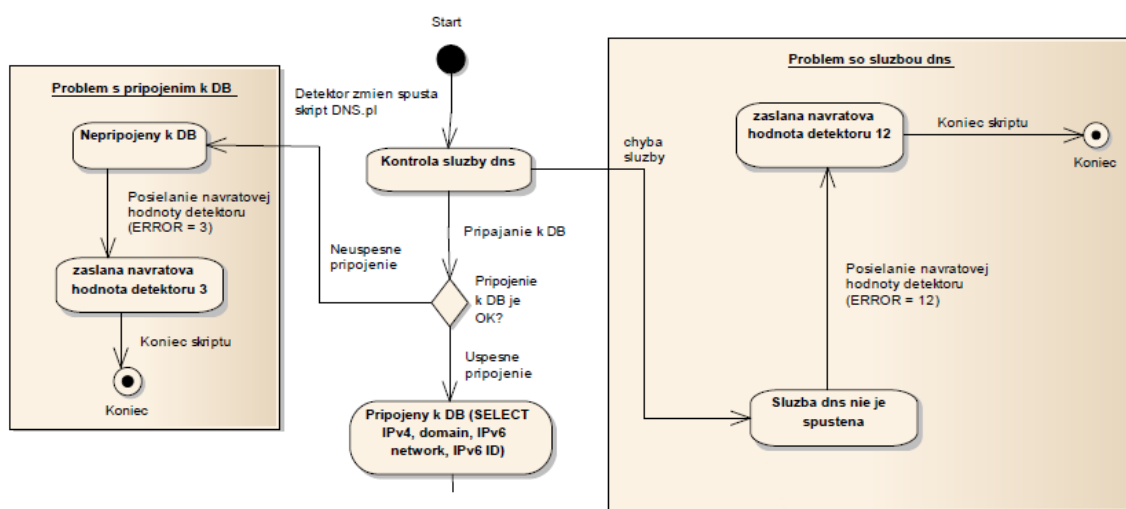 Start
Problem s pripojenim k DB
Nepripojeny k DB
Posielanie navratovej
hodnoty detektoru
(ERROR = 3)
zaslana navratova
hodnota detektoru 3
Koniec skriptu
Koniec
Detektor zmien spusta
skript DNS.pl
Kontrola sluzby dns
Pripajanie k DB
Neuspesne
pripojenie
Pripojenie
k DB je
OK?
Uspesne
pripojenie
Pripojeny k DB (SELECT
IPv4, domain, IPv6
network, IPv6 ID)
chyba
sluzby
Problem so sluzbou dns
zaslana navratova
hodnota detektoru 12
Koniec skriptu
Koniec
Posielanie navratovej
hodnoty detektoru
(ERROR = 12)
Sluzba dns nie je
spustena